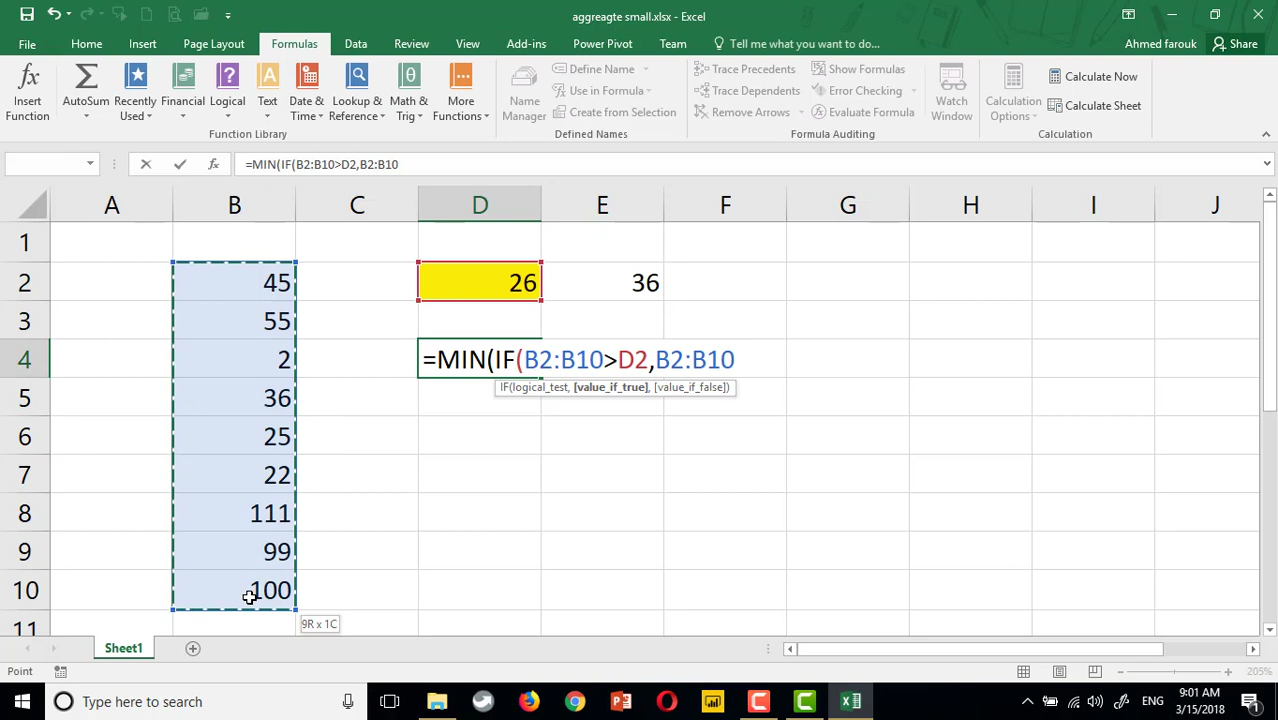 aggreagte small.xlsx - Excel
File Home Insert Page Layout Formulas Data Review View Add-ins Power Pivot Team Tell me what you want to do... Ahmed farouk Share
Insert Function
AutoSum
Recently Used
Financial
Logical
Text
Date & Time
Lookup & Reference
Math & Trig
More Functions
Function Library
Name Manager
Define Name
Use in Formula
Create from Selection
Defined Names
Trace Precedents
Trace Dependents
Remove Arrows
Show Formulas
Error Checking
Evaluate Formula
Formula Auditing
Watch Window
Calculation Options
Calculate Now
Calculate Sheet
Calculation
fx =MIN(IF(B2:B10>D2,B2:B10
A B C D E F G H I J
1
2 45 26 36
3 55
4 2 =MIN(IF(B2:B10>D2,B2:B10
IF(logical_test, [value_if_true], [value_if_false])
5 36
6 25
7 22
8 111
9 99
10 100
11 9R x 1C
Sheet1
Point 205%
Type here to search ENG 9:01 AM
3/15/2018